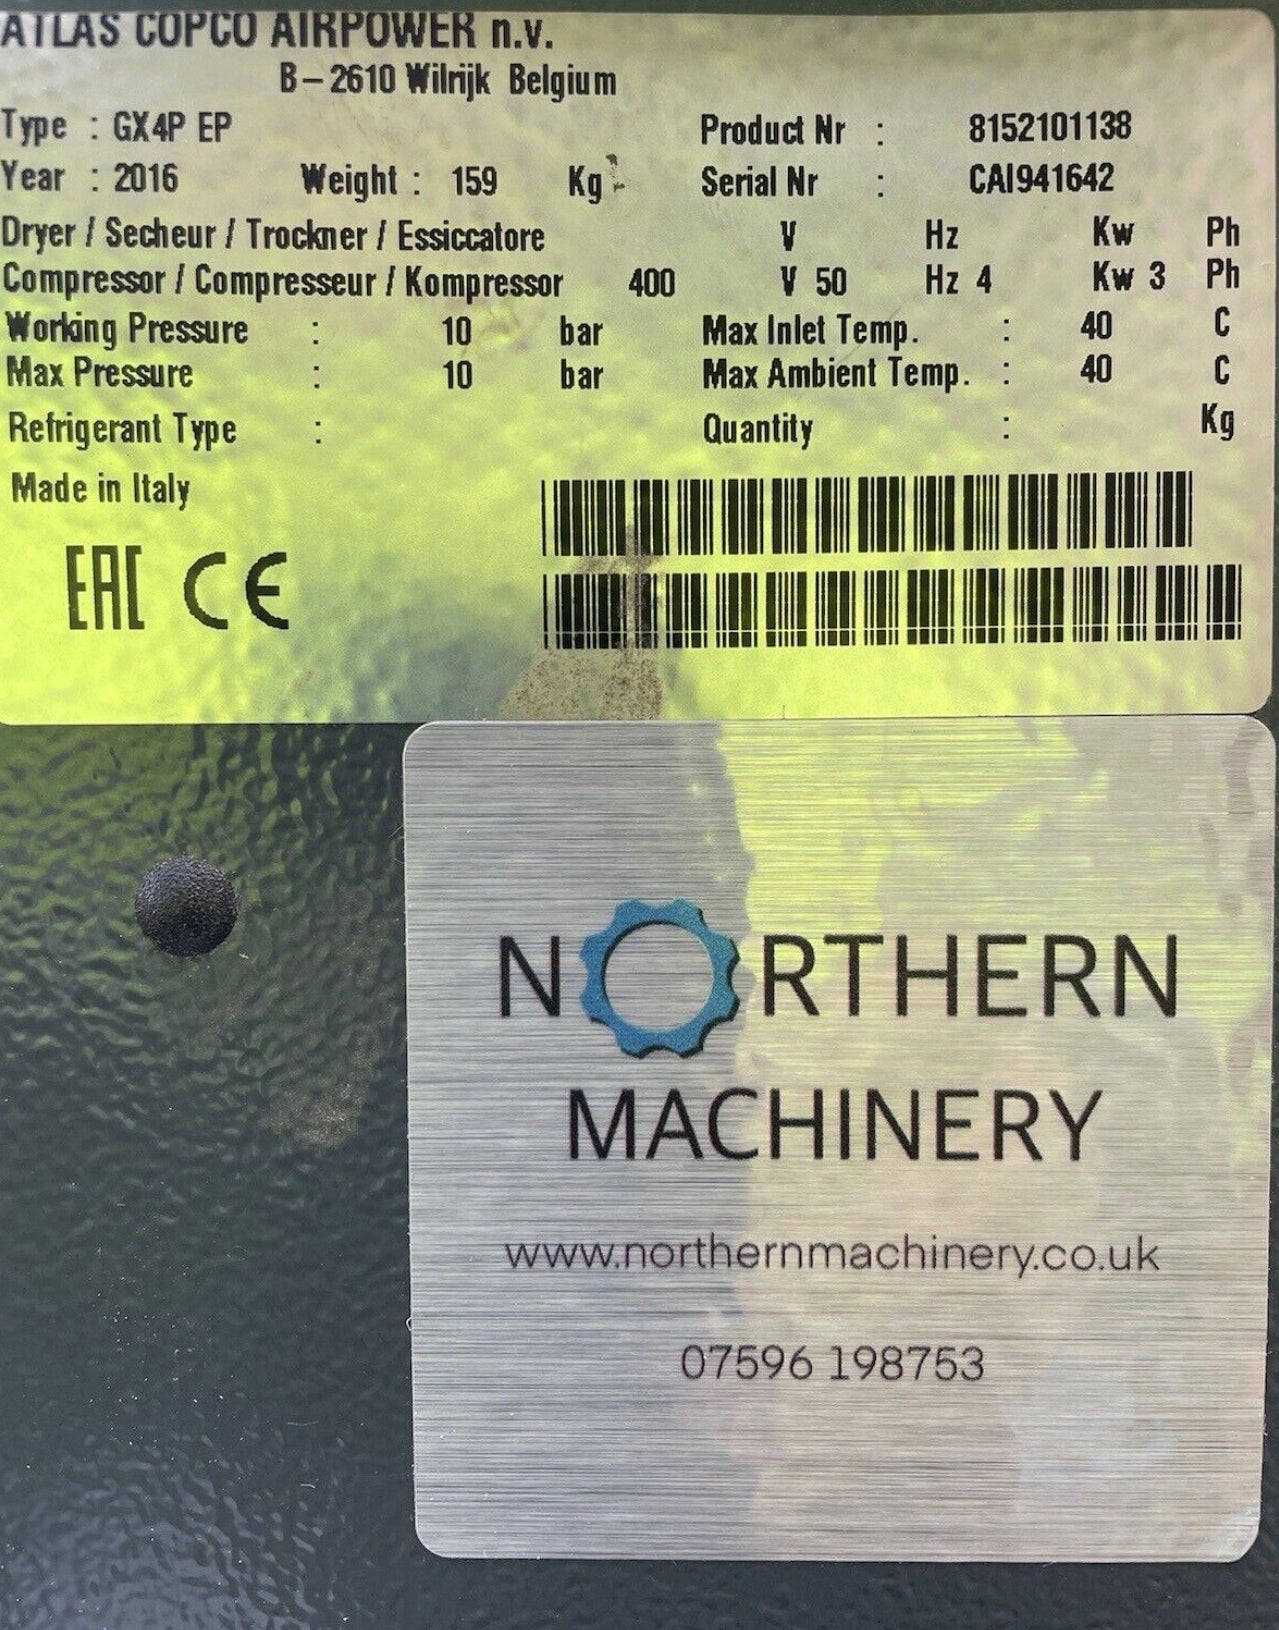 ATLAS COPCO AIRPOWER n.v.
B-2610 Wilrijk Belgium
Type : GX4P EP Product Nr : 8152101138
Year : 2016 Weight : 159 Kg Serial Nr : CAI941642
Dryer / Secheur / Trockner / Essiccatore V Hz Kw Ph
Compressor / Compresseur / Kompressor 400 V 50 Hz 4 Kw 3 Ph
Working Pressure : 10 bar Max Inlet Temp. : 40 C
Max Pressure : 10 bar Max Ambient Temp. : 40 C
Refrigerant Type : Quantity : Kg
Made in Italy
EAC CE
NORTHERN
MACHINERY
www.northernmachinery.co.uk
07596 198753